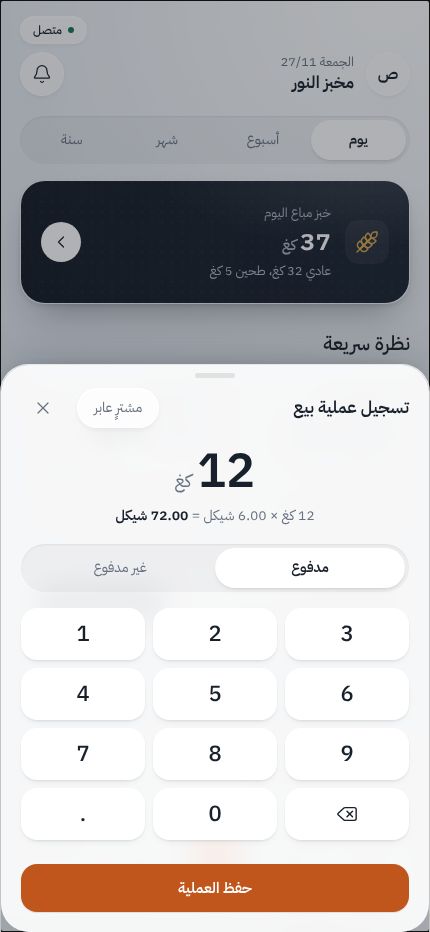 متصل
الجمعة 27/11
مخبز النور
ص
يوم
أسبوع
شهر
سنة
خبز مباع اليوم
37 كغ
عادي 32 كغ، طحين 5 كغ
نظرة سريعة
تسجيل عملية بيع
مشترٍ عابر
12 كغ
12 كغ × 6.00 شيكل = 72.00 شيكل
مدفوع
غير مدفوع
1 2 3
4 5 6
7 8 9
. 0
حفظ العملية